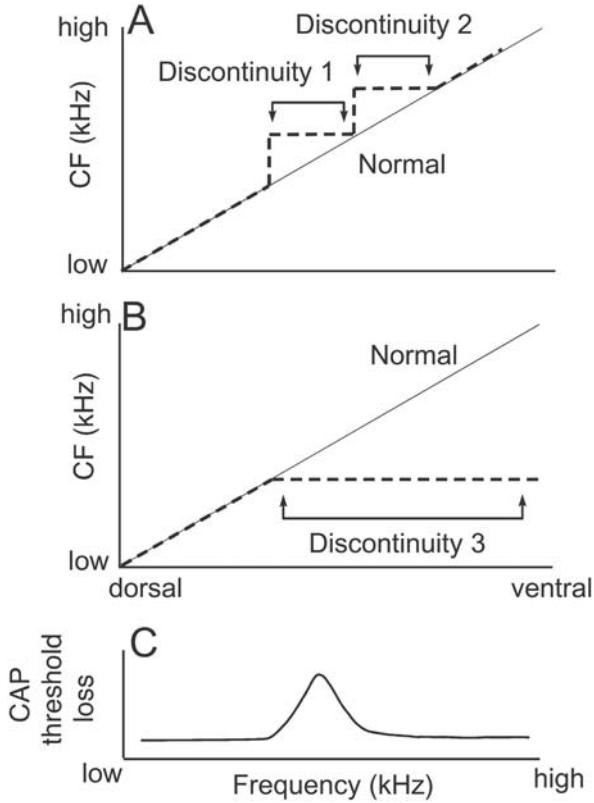 A
high
Discontinuity 2
Discontinuity 1
CF (kHz)
Normal
low
B
high
Normal
CF (kHz)
Discontinuity 3
low
dorsal
ventral
C
CAP
threshold
loss
low
Frequency (kHz)
high